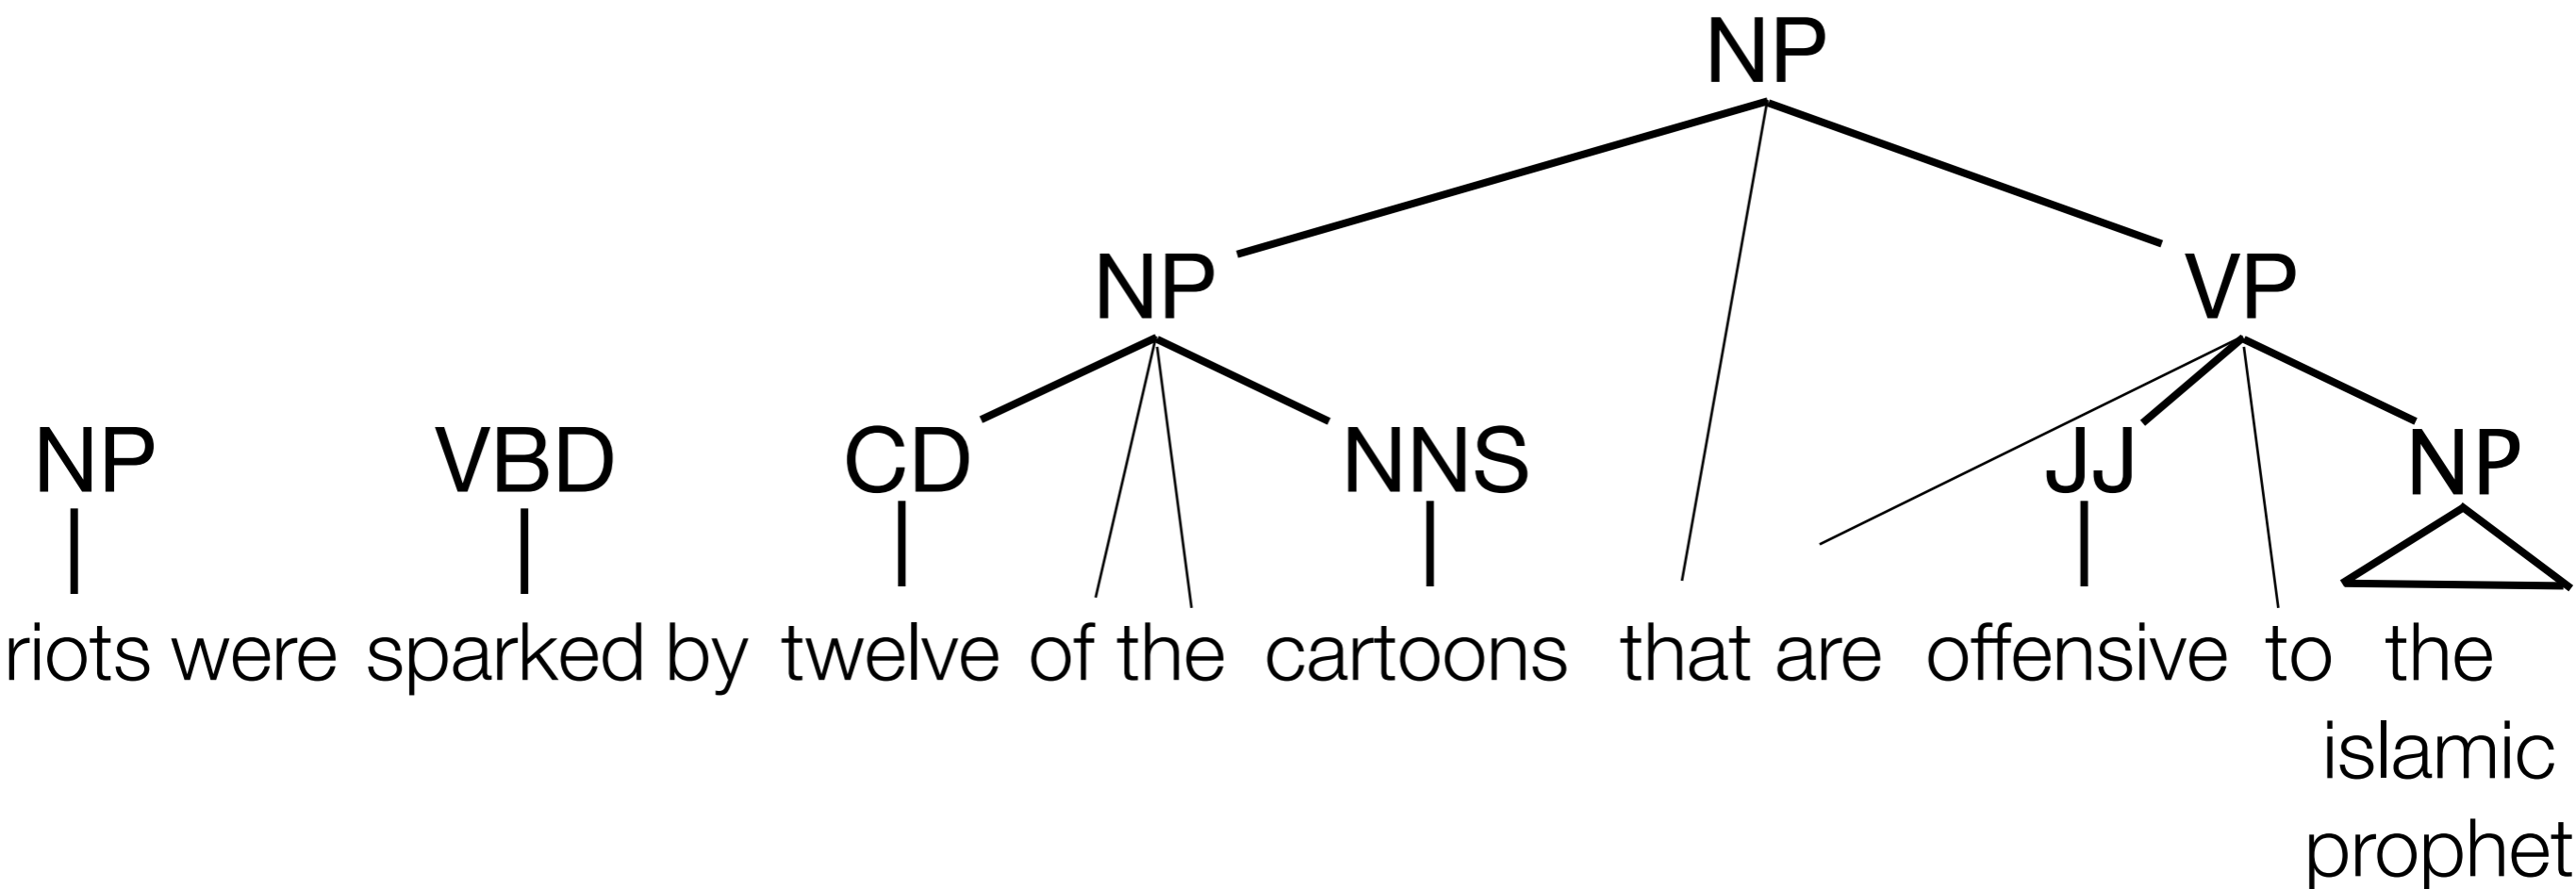 NP
NP VP
NP VBD CD NNS JJ NP
riots were sparked by twelve of the cartoons that are offensive to the
islamic
prophet